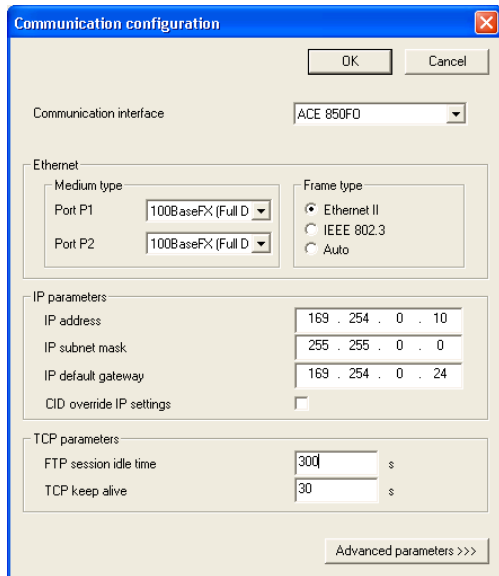 Communication configuration
OK Cancel
Communication interface ACE 850FO
Ethernet
Medium type Frame type
Port P1 100BaseFX (Full D Ethernet II
IEEE 802.3
Port P2 100BaseFX (Full D Auto
IP parameters
IP address 169 . 254 . 0 . 10
IP subnet mask 255 . 255 . 0 . 0
IP default gateway 169 . 254 . 0 . 24
CID override IP settings
TCP parameters
FTP session idle time 300 s
TCP keep alive 30 s
Advanced parameters >>>